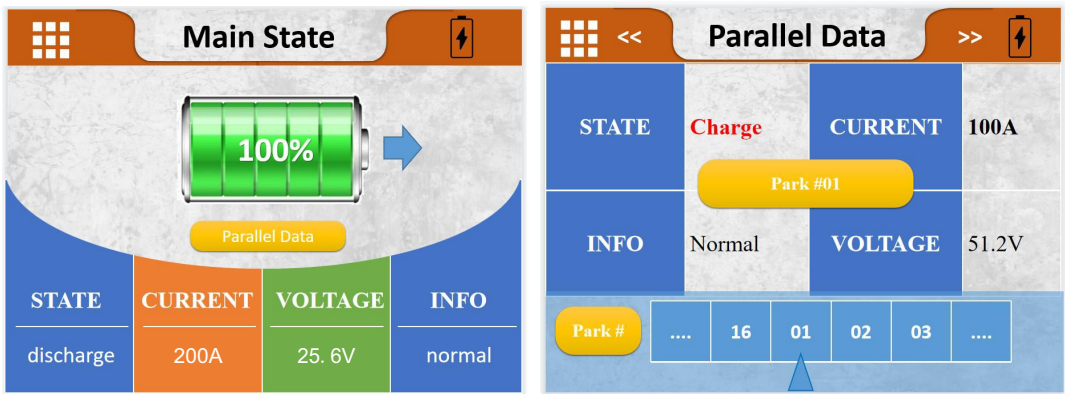 Main State
100%
Parallel Data
STATE CURRENT VOLTAGE INFO
discharge 200A 25. 6V normal
<< Parallel Data >>
STATE Charge CURRENT 100A
Park #01
INFO Normal VOLTAGE 51.2V
Park # .... 16 01 02 03 ....